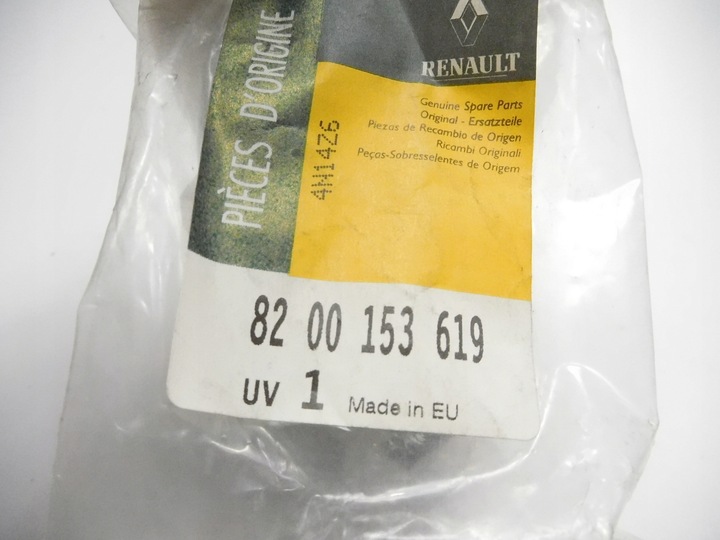 RENAULT
PIÈCES D'ORIGINE
Genuine Spare Parts
Original - Ersatzteile
Piezas de Recambio de Origen
Ricambi Originali
Peças-Sobresselentes de Origem
4H14Z6
82 00 153 619
UV 1 Made in EU